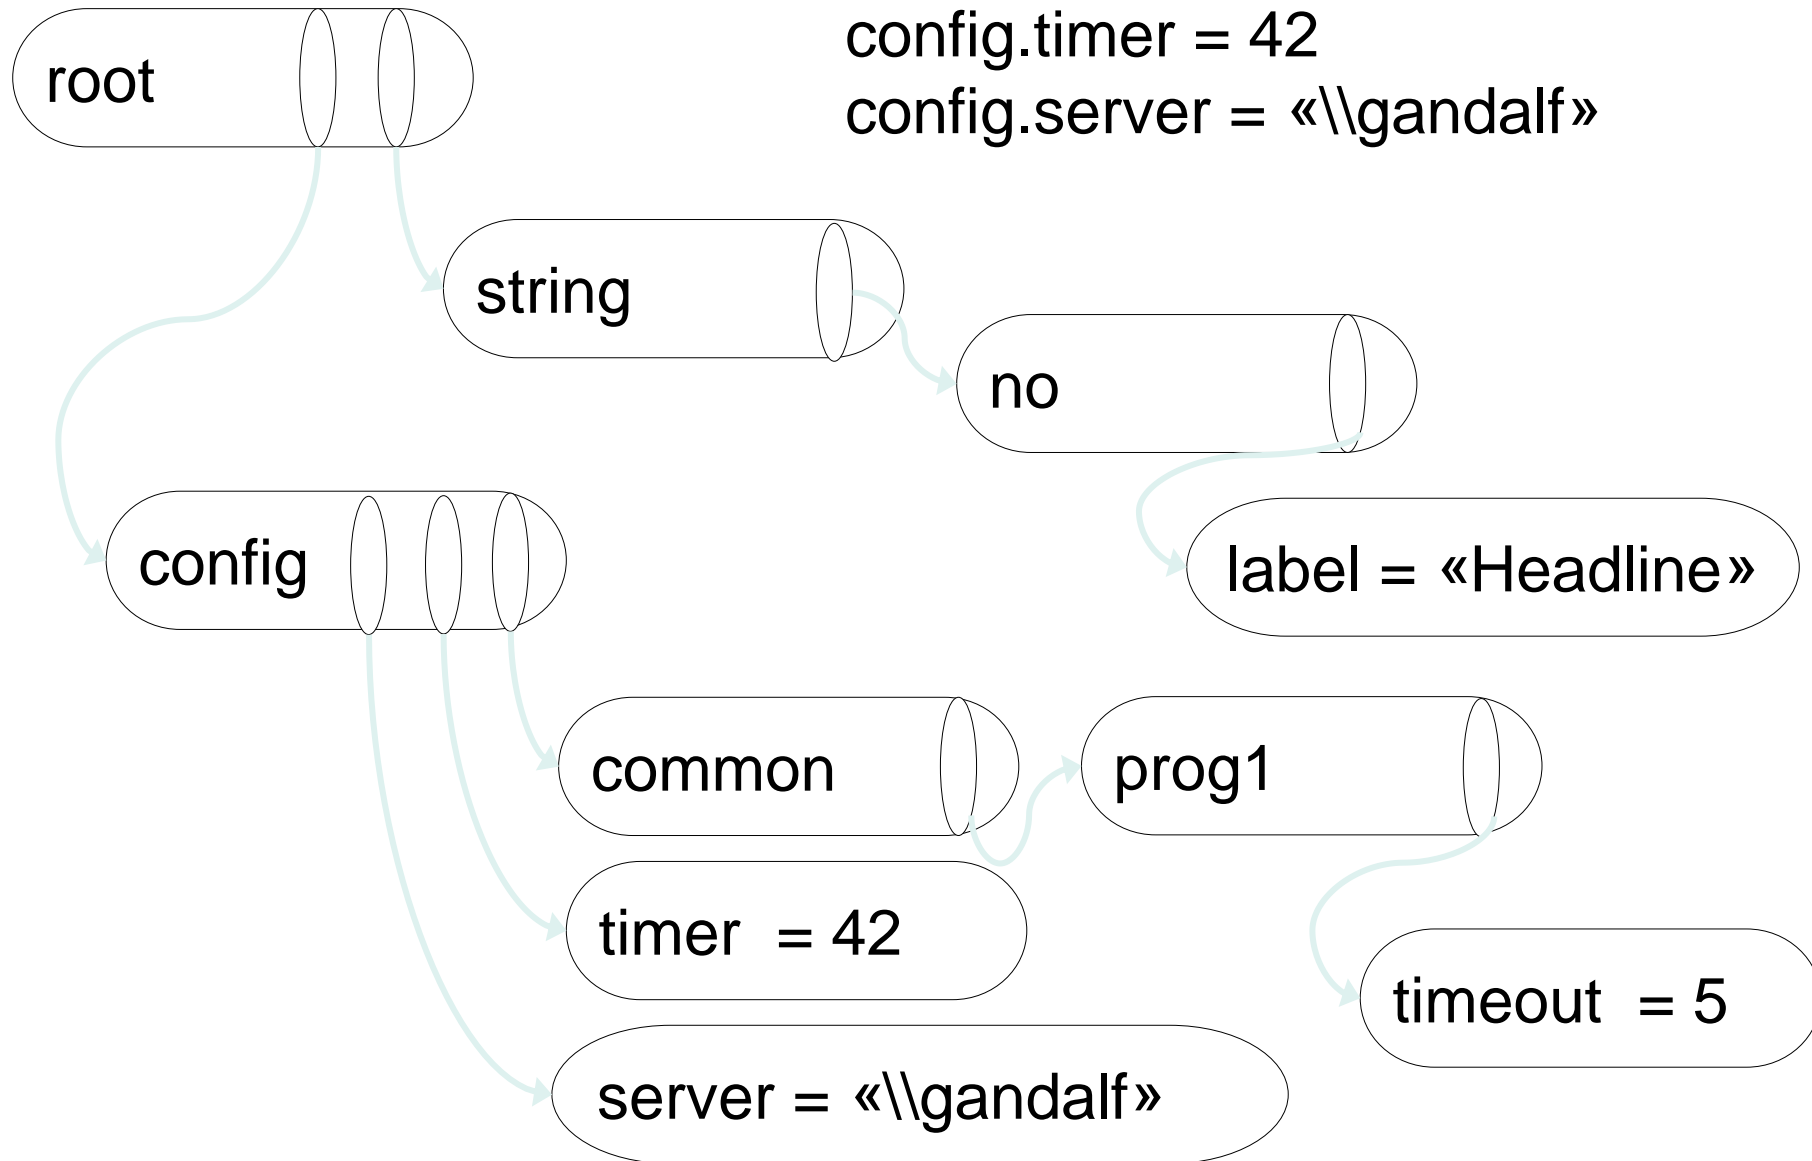 root
config.timer = 42
config.server = «\\gandalf»
string
no
config
label = «Headline»
common
prog1
timer = 42
timeout = 5
server = «\\gandalf»